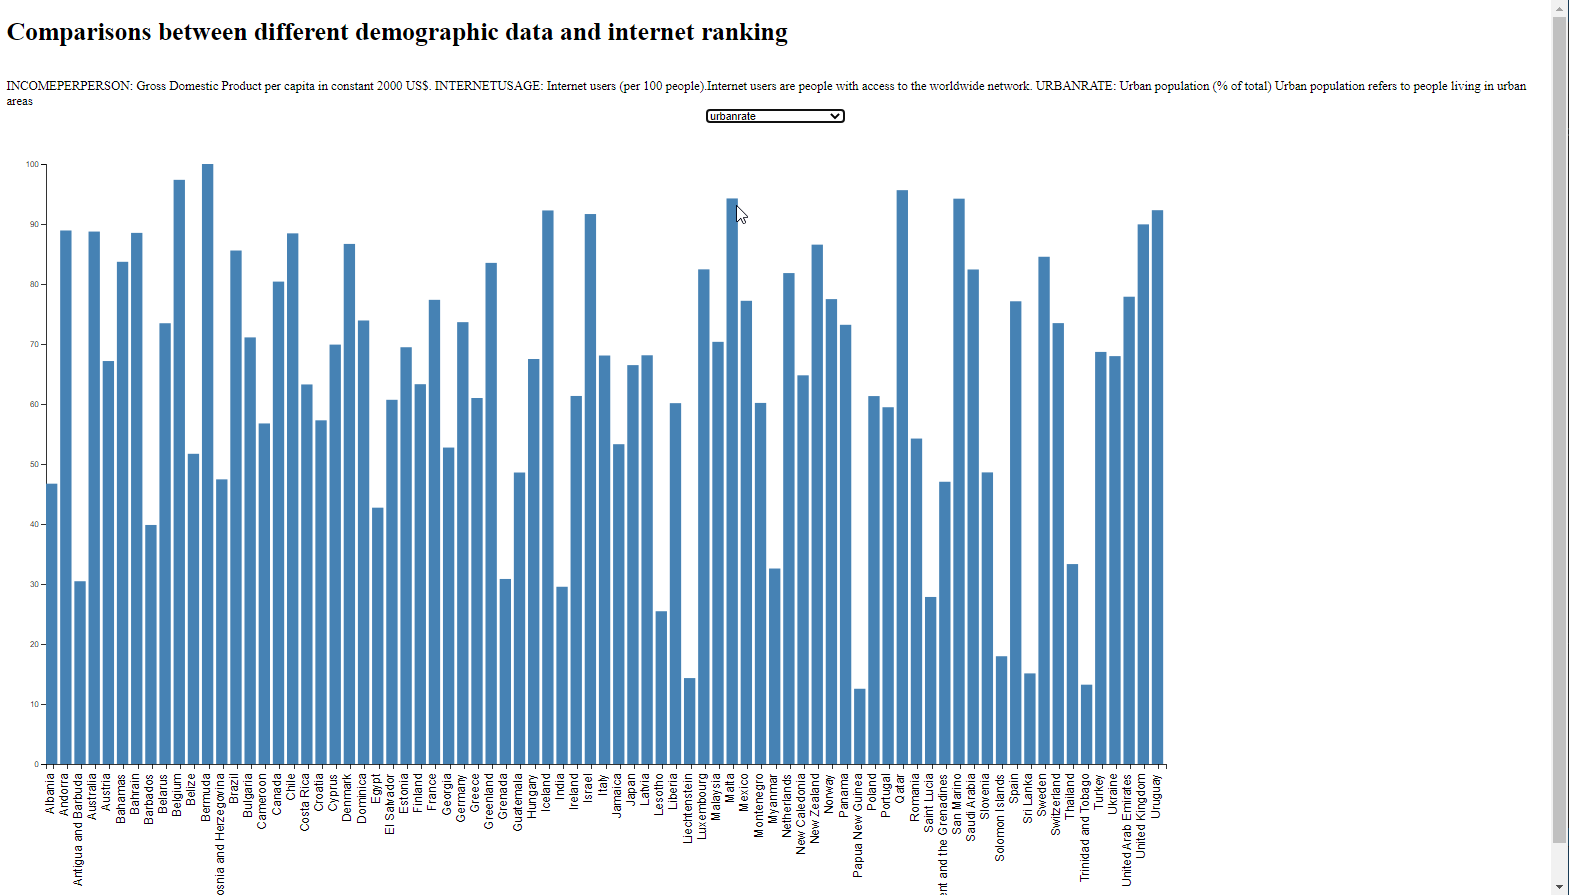 Comparisons between different demographic data and internet ranking
INCOMEPERPERSON: Gross Domestic Product per capita in constant 2000 US$. INTERNETUSAGE: Internet users (per 100 people).Internet users are people with access to the worldwide network. URBANRATE: Urban population (% of total) Urban population refers to people living in urban
areas
urbanrate
100
90
80
70
60
50
40
30
20
10
0
Albania
Andorra
Antigua and Barbuda
Australia
Austria
Bahamas
Bahrain
Barbados
Belarus
Belgium
Belize
Bermuda
osnia and Herzegowina
Brazil
Bulgaria
Cameroon
Canada
Chile
Costa Rica
Croatia
Cyprus
Denmark
Dominica
Egypt
El Salvador
Estonia
Finland
France
Georgia
Germany
Greece
Greenland
Grenada
Guatemala
Hungary
Iceland
India
Ireland
Israel
Italy
Jamaica
Japan
Latvia
Lesotho
Liberia
Liechtenstein
Luxembourg
Malaysia
Malta
Mexico
Montenegro
Myanmar
Netherlands
New Caledonia
New Zealand
Norway
Panama
Papua New Guinea
Poland
Portugal
Qatar
Romania
Saint Lucia
nt and the Grenadines
San Marino
Saudi Arabia
Slovenia
Solomon Islands
Spain
Sri Lanka
Sweden
Switzerland
Thailand
Trinidad and Tobago
Turkey
Ukraine
United Arab Emirates
United Kingdom
Uruguay